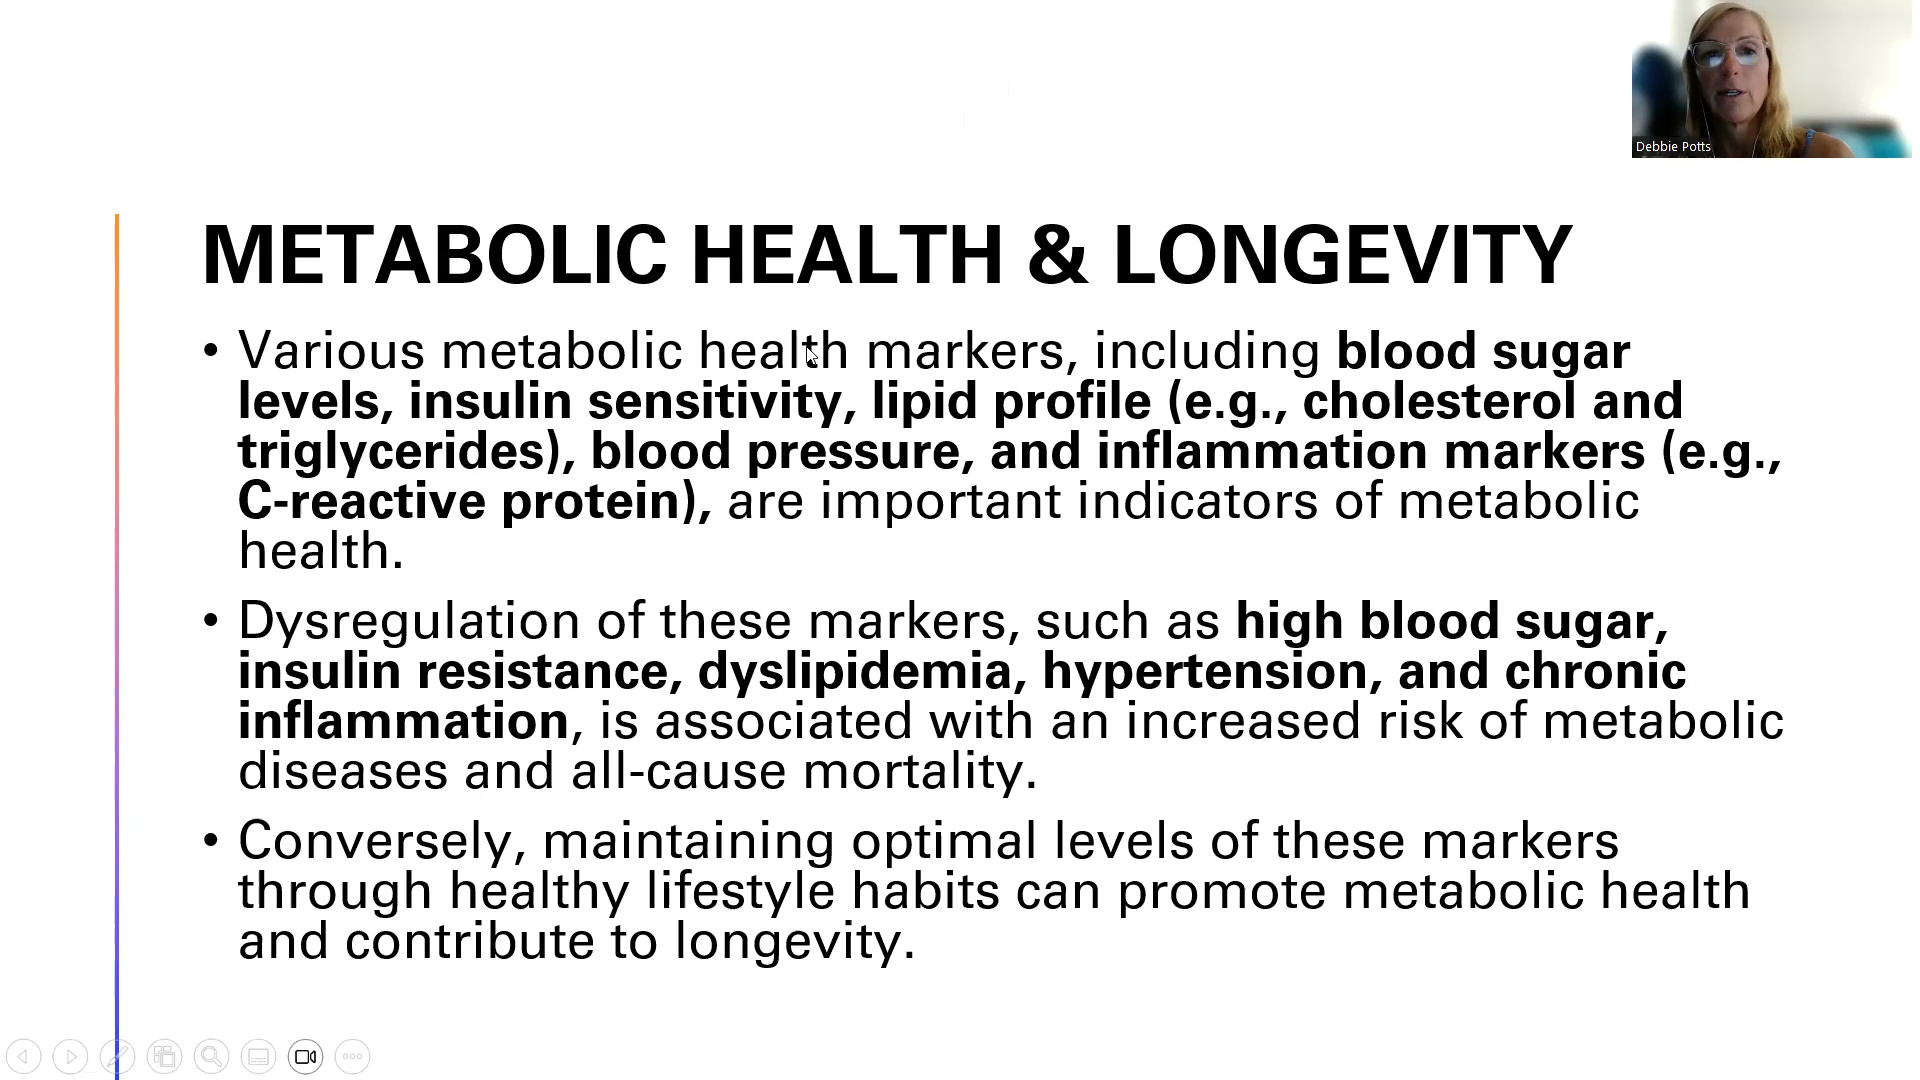 Debbie Potts
METABOLIC HEALTH & LONGEVITY
• Various metabolic health markers, including blood sugar
levels, insulin sensitivity, lipid profile (e.g., cholesterol and
triglycerides), blood pressure, and inflammation markers (e.g.,
C-reactive protein), are important indicators of metabolic
health.
• Dysregulation of these markers, such as high blood sugar,
insulin resistance, dyslipidemia, hypertension, and chronic
inflammation, is associated with an increased risk of metabolic
diseases and all-cause mortality.
• Conversely, maintaining optimal levels of these markers
through healthy lifestyle habits can promote metabolic health
and contribute to longevity.